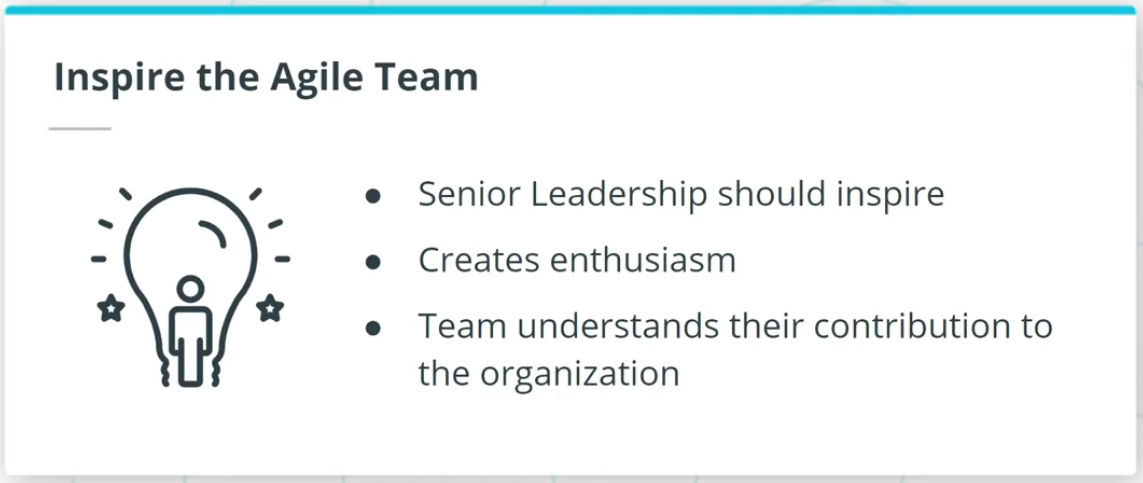 Inspire the Agile Team
● Senior Leadership should inspire
● Creates enthusiasm
● Team understands their contribution to
the organization